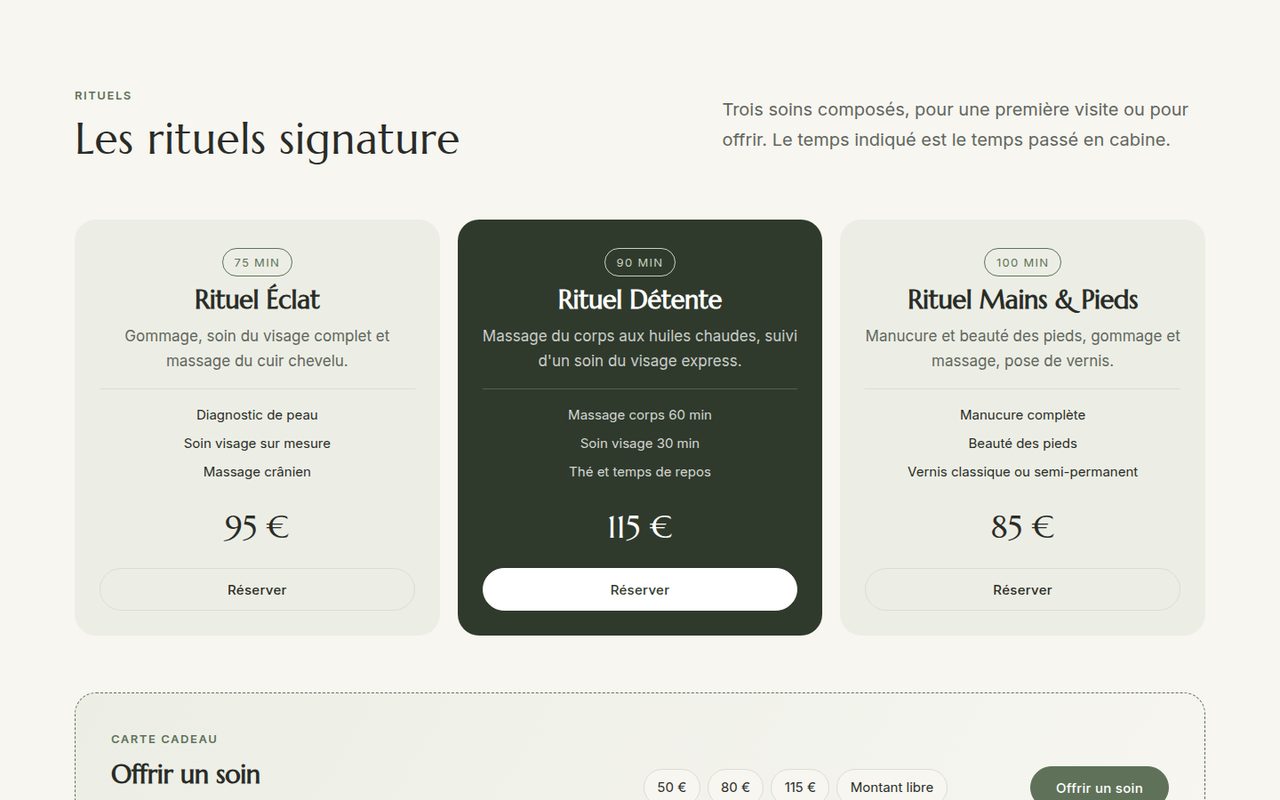 RITUELS
Les rituels signature
Trois soins composés, pour une première visite ou pour
offrir. Le temps indiqué est le temps passé en cabine.
75 MIN
Rituel Éclat
Gommage, soin du visage complet et
massage du cuir chevelu.
Diagnostic de peau
Soin visage sur mesure
Massage crânien
95 €
Réserver
90 MIN
Rituel Détente
Massage du corps aux huiles chaudes, suivi
d'un soin du visage express.
Massage corps 60 min
Soin visage 30 min
Thé et temps de repos
115 €
Réserver
100 MIN
Rituel Mains & Pieds
Manucure et beauté des pieds, gommage et
massage, pose de vernis.
Manucure complète
Beauté des pieds
Vernis classique ou semi-permanent
85 €
Réserver
CARTE CADEAU
Offrir un soin
50 €
80 €
115 €
Montant libre
Offrir un soin